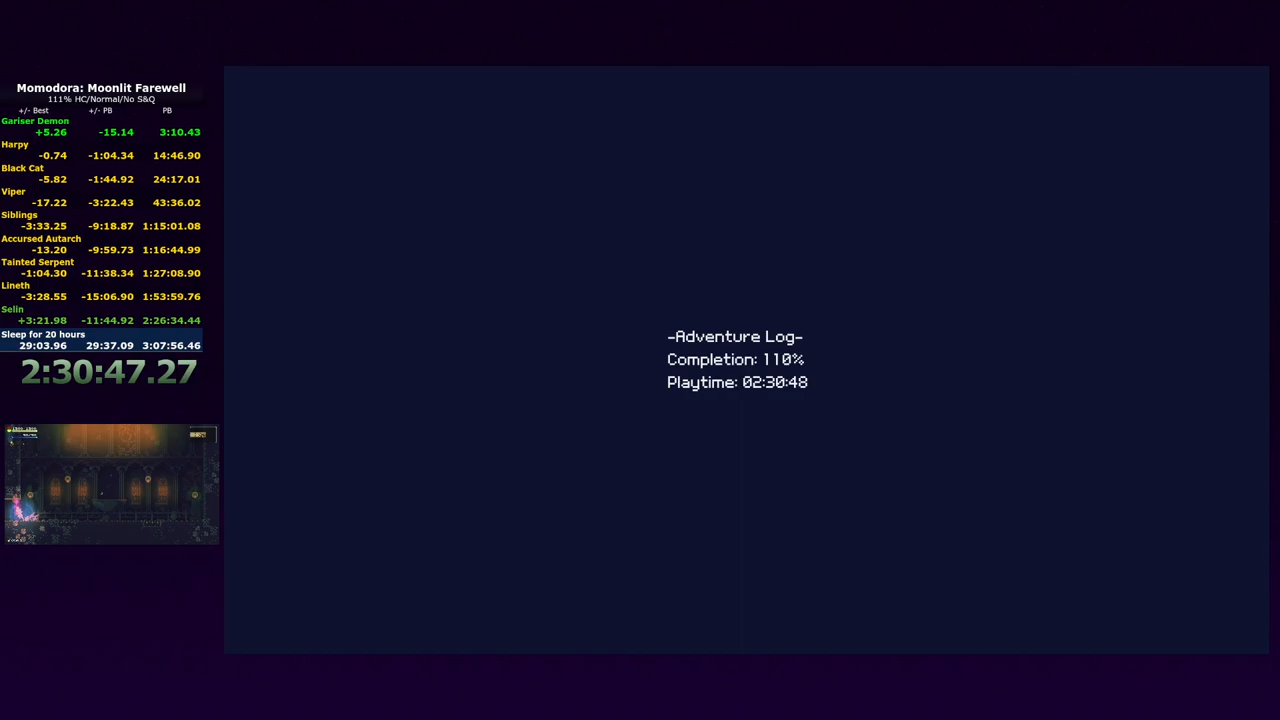 Momodora: Moonlit Farewell
111% HC/Normal/No S&Q
+/- Best +/- PB PB
Gariser Demon
+5.26 -15.14 3:10.43
Harpy
-0.74 -1:04.34 14:46.90
Black Cat
-5.82 -1:44.92 24:17.01
Viper
-17.22 -3:22.43 43:36.02
Siblings
-3:33.25 -9:18.87 1:15:01.08
Accursed Autarch
-13.20 -9:59.73 1:16:44.99
Tainted Serpent
-1:04.30 -11:38.34 1:27:08.90
Lineth
-3:28.55 -15:06.90 1:53:59.76
Selin
+3:21.98 -11:44.92 2:26:34.44
Sleep for 20 hours
29:03.96 29:37.09 3:07:56.46
2:30:47.27
-Adventure Log-
Completion: 110%
Playtime: 02:30:48